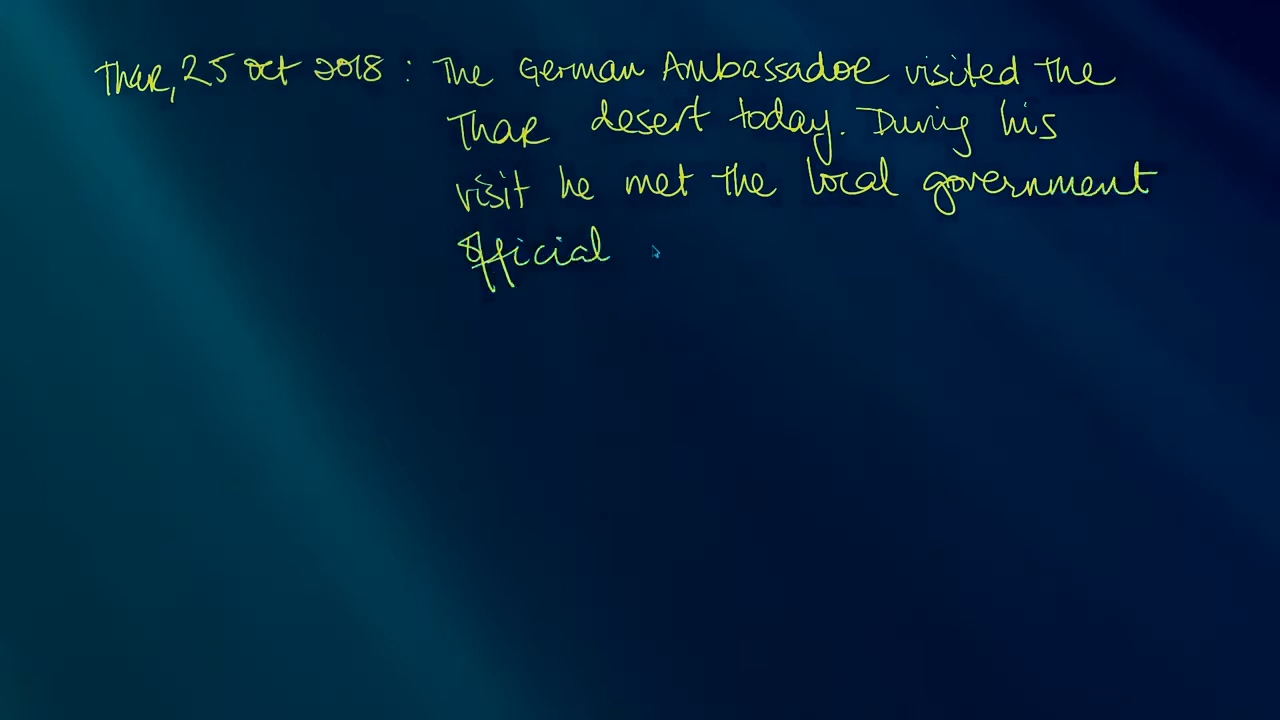 Thar, 25 Oct 2018 : The German Ambassador visited the
Thar desert today. During his
visit he met the local government
official